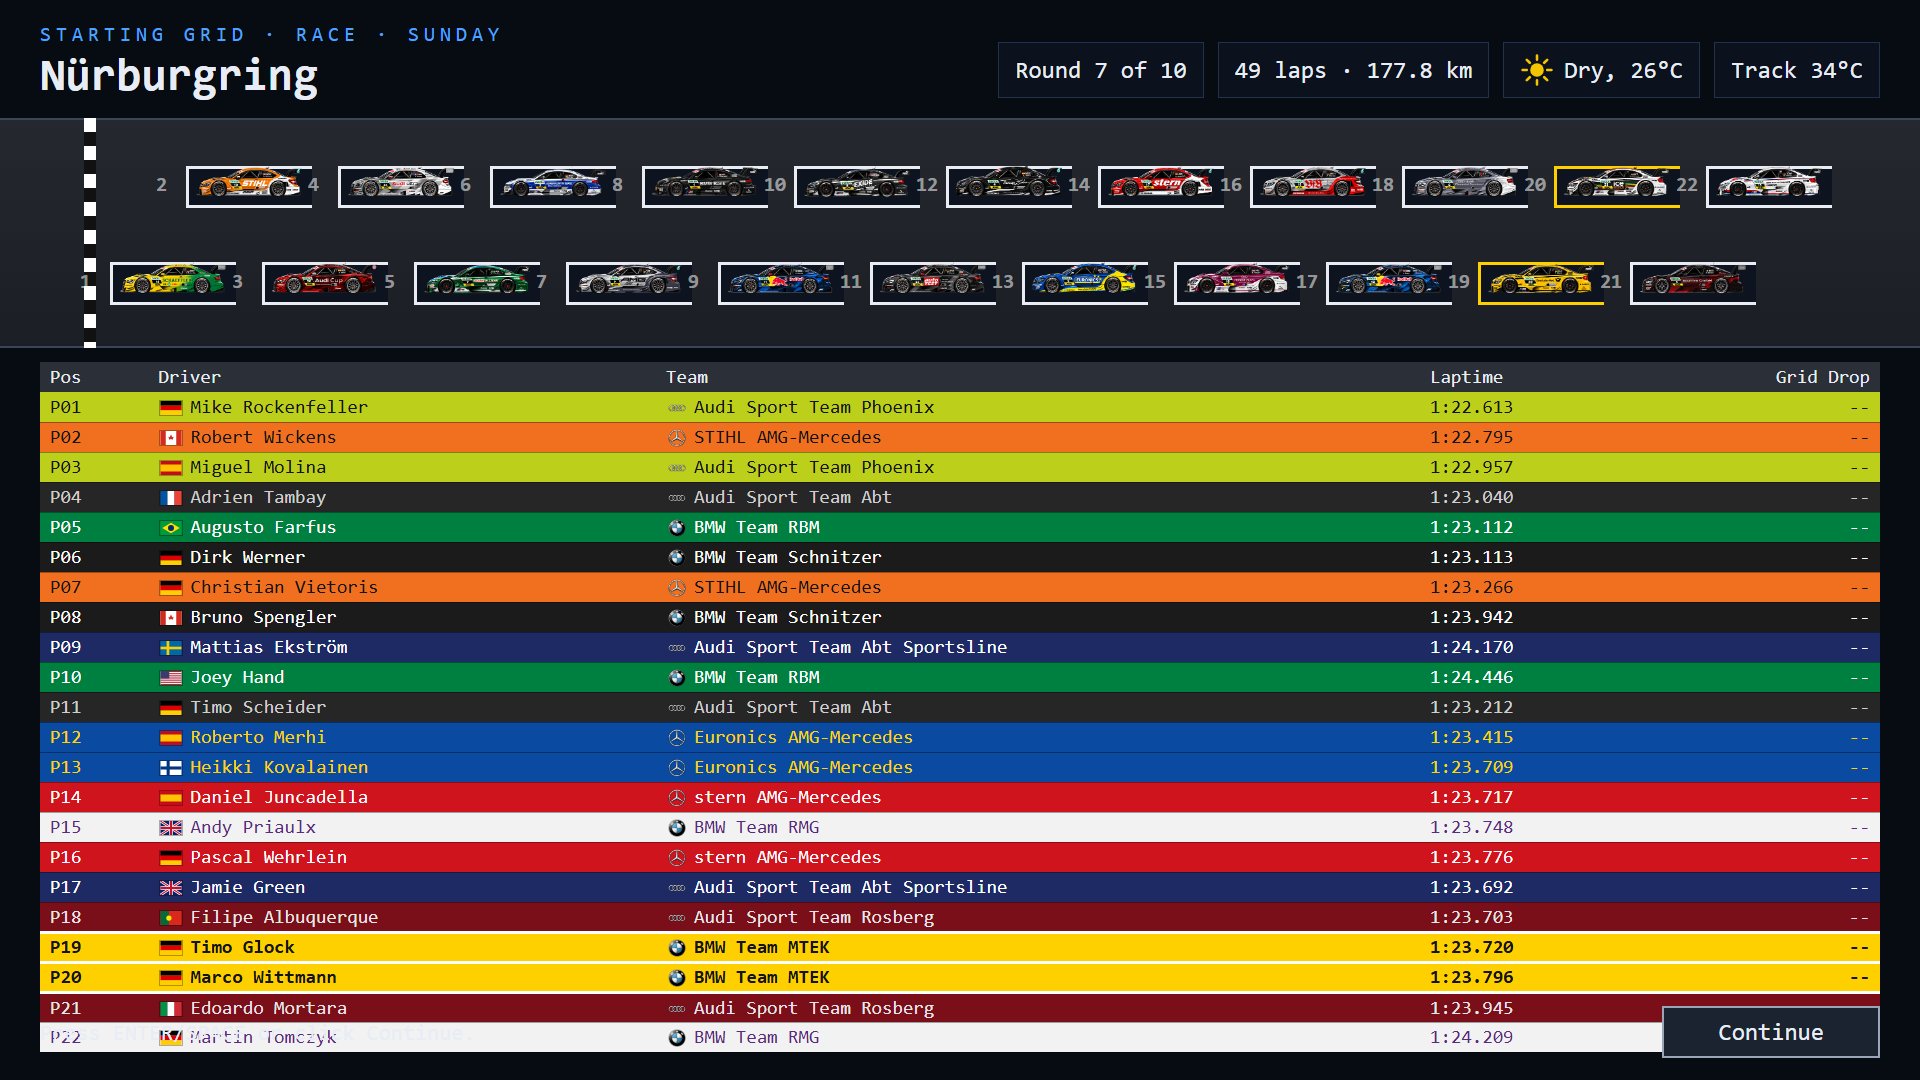 STARTING GRID · RACE · SUNDAY
Nürburgring
Round 7 of 10
49 laps · 177.8 km
Dry, 26°C
Track 34°C
2 4 6 8 10 12 14 16 18 20 22
1 3 5 7 9 11 13 15 17 19 21
Pos Driver Team Laptime Grid Drop
P01 Mike Rockenfeller Audi Sport Team Phoenix 1:22.613 --
P02 Robert Wickens STIHL AMG-Mercedes 1:22.795 --
P03 Miguel Molina Audi Sport Team Phoenix 1:22.957 --
P04 Adrien Tambay Audi Sport Team Abt 1:23.040 --
P05 Augusto Farfus BMW Team RBM 1:23.112 --
P06 Dirk Werner BMW Team Schnitzer 1:23.113 --
P07 Christian Vietoris STIHL AMG-Mercedes 1:23.266 --
P08 Bruno Spengler BMW Team Schnitzer 1:23.942 --
P09 Mattias Ekström Audi Sport Team Abt Sportsline 1:24.170 --
P10 Joey Hand BMW Team RBM 1:24.446 --
P11 Timo Scheider Audi Sport Team Abt 1:23.212 --
P12 Roberto Merhi Euronics AMG-Mercedes 1:23.415 --
P13 Heikki Kovalainen Euronics AMG-Mercedes 1:23.709 --
P14 Daniel Juncadella stern AMG-Mercedes 1:23.717 --
P15 Andy Priaulx BMW Team RMG 1:23.748 --
P16 Pascal Wehrlein stern AMG-Mercedes 1:23.776 --
P17 Jamie Green Audi Sport Team Abt Sportsline 1:23.692 --
P18 Filipe Albuquerque Audi Sport Team Rosberg 1:23.703 --
P19 Timo Glock BMW Team MTEK 1:23.720 --
P20 Marco Wittmann BMW Team MTEK 1:23.796 --
P21 Edoardo Mortara Audi Sport Team Rosberg 1:23.945
P22 Martin Tomczyk BMW Team RMG 1:24.209
Continue